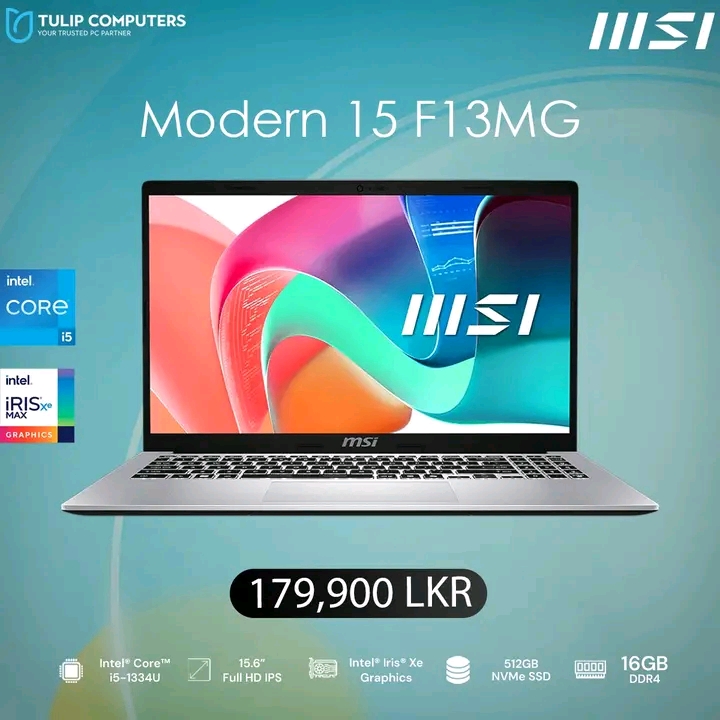 TULIP COMPUTERS
YOUR TRUSTED PC PARTNER
msi
Modern 15 F13MG
intel.
CORE
i5
intel.
iRIS Xe
MAX
GRAPHICS
msi
msi
179,900 LKR
Intel® Core™
i5-1334U
15.6”
Full HD IPS
Intel® Iris® Xe
Graphics
512GB
NVMe SSD
16GB
DDR4